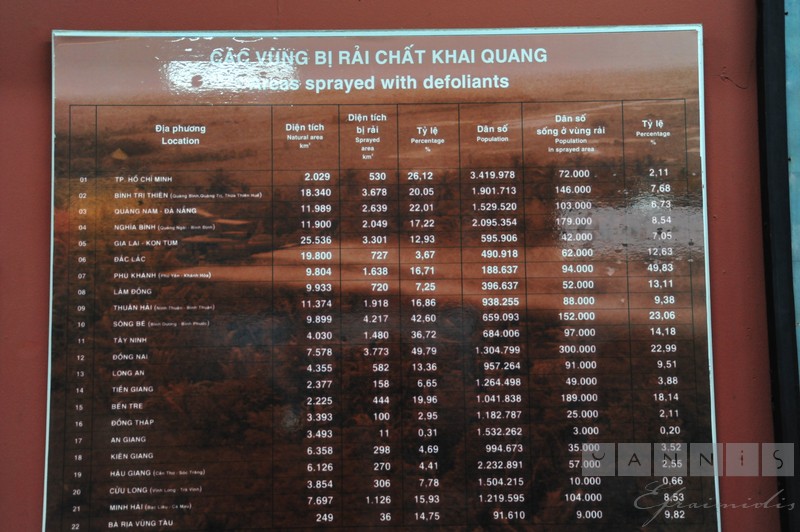 CÁC VÙNG BỊ RẢI CHẤT KHAI QUANG
Areas sprayed with defoliants
Địa phương Location Diện tích Natural area km² Diện tích bị rải Sprayed area km² Tỷ lệ Percentage % Dân số Population Dân số sống ở vùng rải Population in sprayed area Tỷ lệ Percentage %
01 TP. HỒ CHÍ MINH 2.029 530 26,12 3.419.978 72.000 2,11
02 BÌNH TRỊ THIÊN (Quảng Bình, Quảng Trị, Thừa Thiên Huế) 18.340 3.678 20,05 1.901.713 146.000 7,68
03 QUẢNG NAM - ĐÀ NẴNG 11.989 2.639 22,01 1.529.520 103.000 6,73
04 NGHĨA BÌNH (Quảng Ngãi - Bình Định) 11.900 2.049 17,22 2.095.354 179.000 8,54
05 GIA LAI - KON TUM 25.536 3.301 12,93 595.906 42.000 7,05
06 ĐẮC LẮC 19.800 727 3,67 490.918 62.000 12,63
07 PHÚ KHÁNH (Phú Yên - Khánh Hòa) 9.804 1.638 16,71 188.637 94.000 49,83
08 LÂM ĐỒNG 9.933 720 7,25 396.637 52.000 13,11
09 THUẬN HẢI (Ninh Thuận - Bình Thuận) 11.374 1.918 16,86 938.255 88.000 9,38
10 SÔNG BÉ (Bình Dương - Bình Phước) 9.899 4.217 42,60 659.093 152.000 23,06
11 TÂY NINH 4.030 1.480 36,72 684.006 97.000 14,18
12 ĐỒNG NAI 7.578 3.773 49,79 1.304.799 300.000 22,99
13 LONG AN 4.355 582 13,36 957.264 91.000 9,51
14 TIỀN GIANG 2.377 158 6,65 1.264.498 49.000 3,88
15 BẾN TRE 2.225 444 19,96 1.041.838 189.000 18,14
16 ĐỒNG THÁP 3.393 100 2,95 1.182.787 25.000 2,11
17 AN GIANG 3.493 11 0,31 1.532.262 3.000 0,20
18 KIÊN GIANG 6.358 298 4,69 994.673 35.000 3,52
19 HẬU GIANG (Cần Thơ - Sóc Trăng) 6.126 270 4,41 2.232.891 57.000 2,55
20 CỬU LONG (Vĩnh Long - Trà Vinh) 3.854 306 7,78 1.504.215 10.000 0,66
21 MINH HẢI (Bạc Liêu - Cà Mau) 7.697 1.126 15,93 1.219.595 104.000 8,53
22 BÀ RỊA VŨNG TÀU 249 36 14,75 91.610 9.000 9,82
YANNIS
Efraimidis